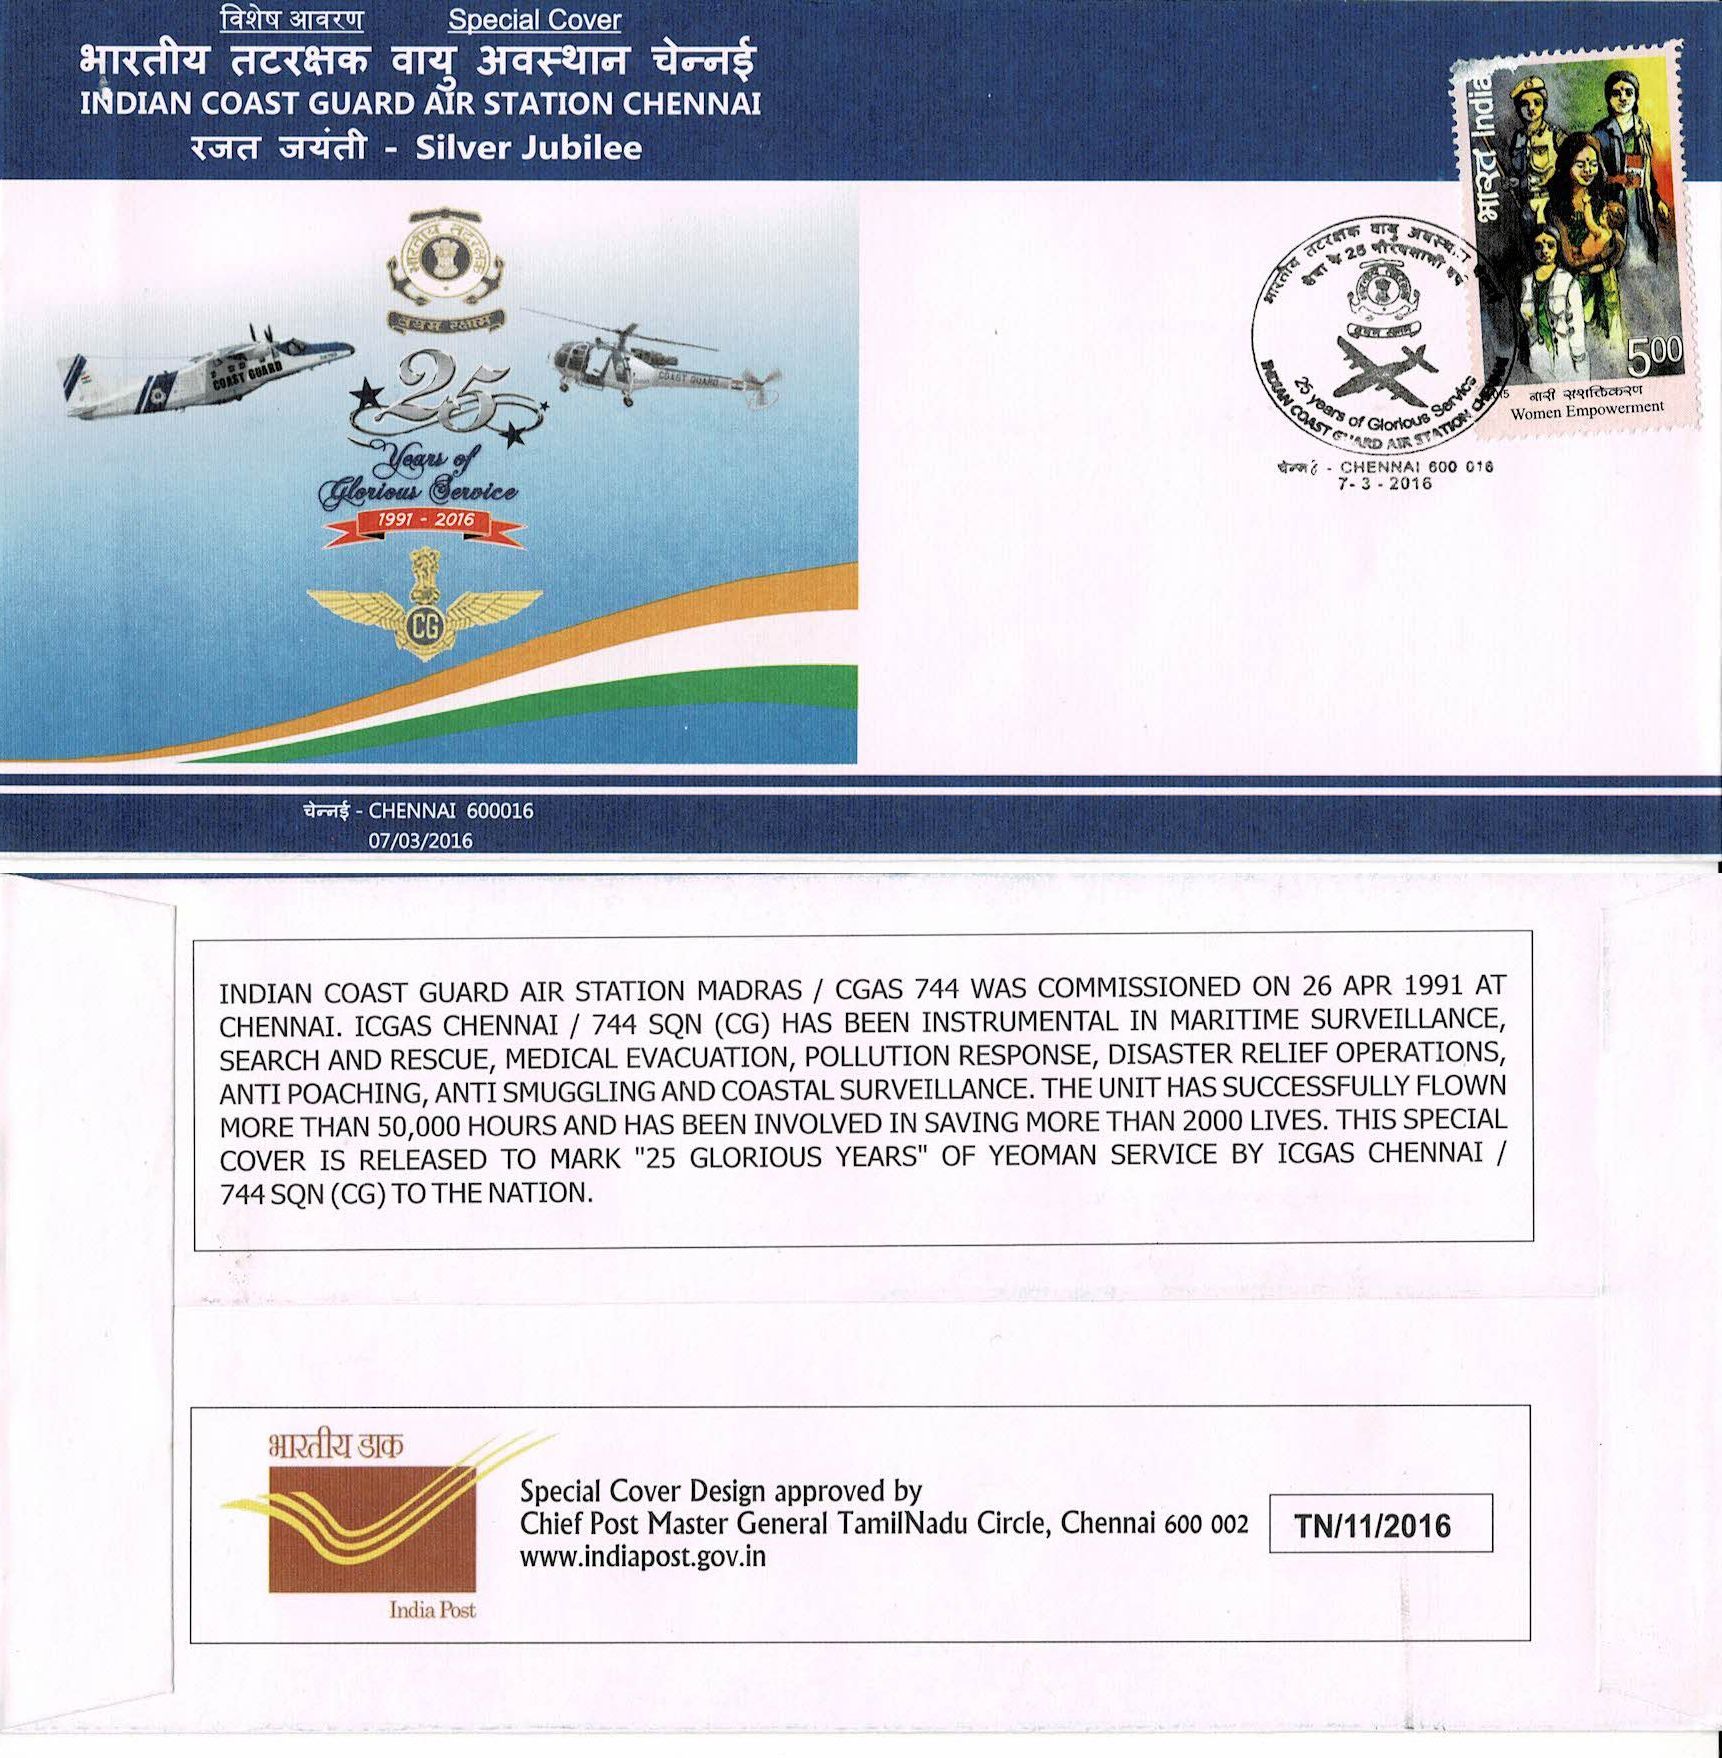 विशेष आवरण Special Cover
भारतीय तटरक्षक वायु अवस्थान चेन्नई
INDIAN COAST GUARD AIR STATION CHENNAI
रजत जयंती - Silver Jubilee
भारतीय तटरक्षक
वयम रक्षाम
COAST GUARD
COAST GUARD
25
Years of
Glorious Service
1991 - 2016
CG
भारत India
500
नारी सशक्तिकरण
Women Empowerment
भारतीय तटरक्षक वायु
सेवा के 25 गौरवशाली वर्ष
25 years of Glorious Service
INDIAN COAST GUARD AIR STATION CHENNAI
- CHENNAI 600 016
7-3-2016
चेन्नई - CHENNAI 600016
07/03/2016
INDIAN COAST GUARD AIR STATION MADRAS / CGAS 744 WAS COMMISSIONED ON 26 APR 1991 AT
CHENNAI. ICGAS CHENNAI / 744 SQN (CG) HAS BEEN INSTRUMENTAL IN MARITIME SURVEILLANCE,
SEARCH AND RESCUE, MEDICAL EVACUATION, POLLUTION RESPONSE, DISASTER RELIEF OPERATIONS,
ANTI POACHING, ANTI SMUGGLING AND COASTAL SURVEILLANCE. THE UNIT HAS SUCCESSFULLY FLOWN
MORE THAN 50,000 HOURS AND HAS BEEN INVOLVED IN SAVING MORE THAN 2000 LIVES. THIS SPECIAL
COVER IS RELEASED TO MARK "25 GLORIOUS YEARS" OF YEOMAN SERVICE BY ICGAS CHENNAI /
744 SQN (CG) TO THE NATION.
भारतीय डाक
India Post
Special Cover Design approved by
Chief Post Master General TamilNadu Circle, Chennai 600 002
www.indiapost.gov.in
TN/11/2016